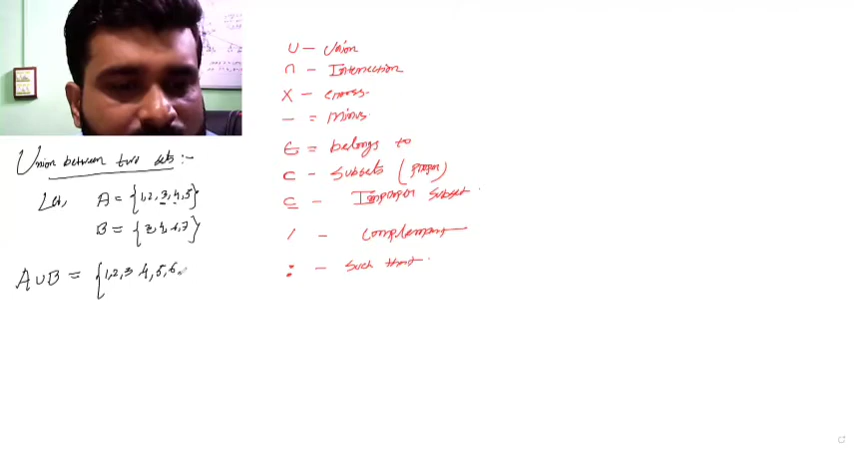 Union between two sets :-
Let, A = {1,2,3,4,5}
B = {3,4,6,7}
A∪B = {1,2,3 4,5,6
∪ - Union
∩ - Intersection
X - cross
- = minus
∈ = belongs to
⊂ - Subsets (proper)
⊆ - Improper subset
/ - Complement
: - Such that